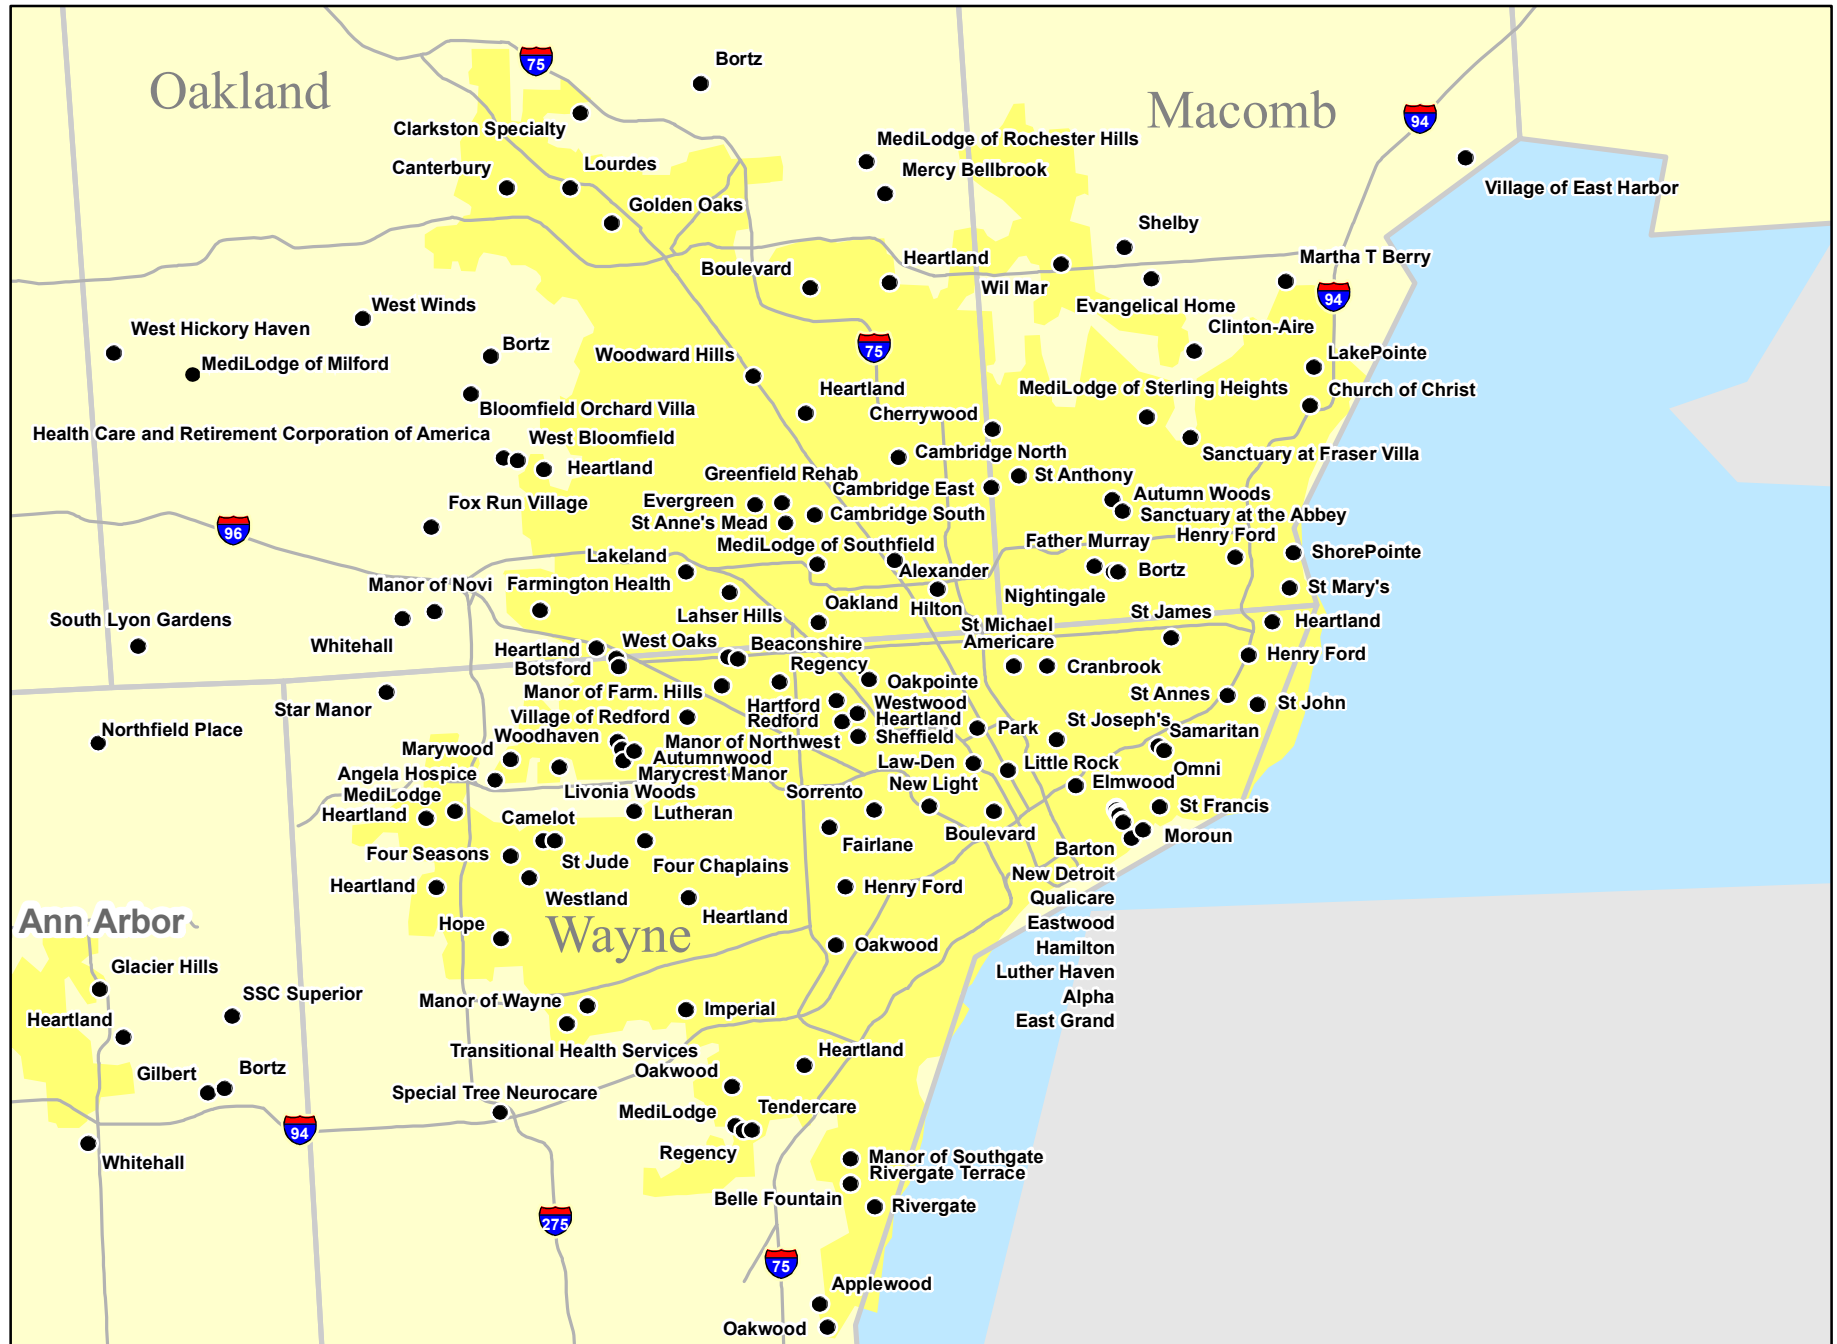 75
Bortz
Oakland
Macomb
94
Clarkston Specialty
MediLodge of Rochester Hills
Canterbury
Lourdes
Mercy Bellbrook
Village of East Harbor
Golden Oaks
Shelby
Heartland
Martha T Berry
Boulevard
Wil Mar
94
Evangelical Home
West Winds
West Hickory Haven
Clinton-Aire
Bortz
Woodward Hills
75
LakePointe
MediLodge of Milford
Heartland
MediLodge of Sterling Heights
Church of Christ
Bloomfield Orchard Villa
Cherrywood
Health Care and Retirement Corporation of America
West Bloomfield
Cambridge North
Sanctuary at Fraser Villa
Heartland
Greenfield Rehab
St Anthony
Cambridge East
Fox Run Village
Evergreen
Autumn Woods
St Anne's Mead
Cambridge South
Sanctuary at the Abbey
96
Henry Ford
MediLodge of Southfield
Father Murray
ShorePointe
Lakeland
Alexander
Bortz
Manor of Novi
Farmington Health
St Mary's
Nightingale
Oakland
Hilton
South Lyon Gardens
Lahser Hills
St James
Heartland
St Michael
Whitehall
Heartland
West Oaks
Beaconshire
Americare
Henry Ford
Botsford
Regency
Cranbrook
Manor of Farm. Hills
Oakpointe
St Annes
St John
Star Manor
Hartford
Westwood
Village of Redford
Redford
Heartland
St Joseph's
Northfield Place
Woodhaven
Manor of Northwest
Sheffield
Park
Samaritan
Marywood
Autumnwood
Law-Den
Little Rock
Omni
Angela Hospice
Marycrest Manor
New Light
Elmwood
MediLodge
Livonia Woods
Sorrento
St Francis
Heartland
Camelot
Lutheran
Boulevard
Moroun
Fairlane
Four Seasons
St Jude
Four Chaplains
Barton
Heartland
Henry Ford
New Detroit
Westland
Qualicare
Heartland
Ann Arbor
Hope
Wayne
Eastwood
Oakwood
Hamilton
Glacier Hills
Luther Haven
SSC Superior
Manor of Wayne
Alpha
Heartland
Imperial
East Grand
Transitional Health Services
Heartland
Gilbert
Bortz
Oakwood
Special Tree Neurocare
MediLodge
Tendercare
94
Regency
Whitehall
Manor of Southgate
Rivergate Terrace
Belle Fountain
Rivergate
275
75
Applewood
Oakwood